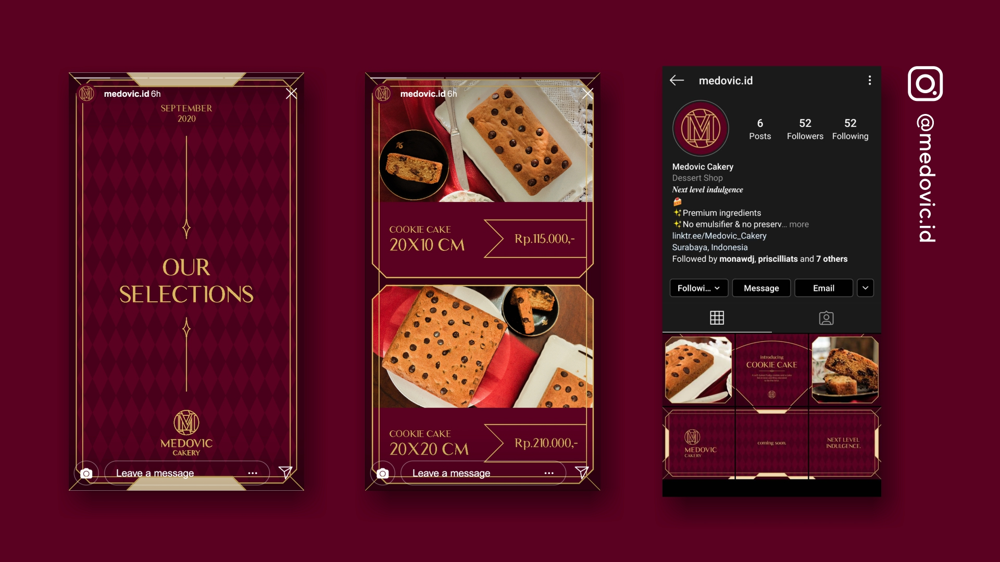 medovic.id 6h
SEPTEMBER
2020
OUR
SELECTIONS
MEDOVIC
CAKERY
Leave a message
medovic.id 6h
COOKIE CAKE
20X10 CM
Rp.115.000,-
COOKIE CAKE
20X20 CM
Rp.210.000,-
Leave a message
medovic.id
6
Posts
52
Followers
52
Following
Medovic Cakery
Dessert Shop
Next level indulgence
Premium ingredients
No emulsifier & no preserv... more
linktr.ee/Medovic_Cakery
Surabaya, Indonesia
Followed by monawdj, priscilliats and 7 others
Followi...
Message
Email
introducing
COOKIE CAKE
MEDOVIC
CAKERY
coming soon.
NEXT LEVEL
INDULGENCE.
@medovic.id